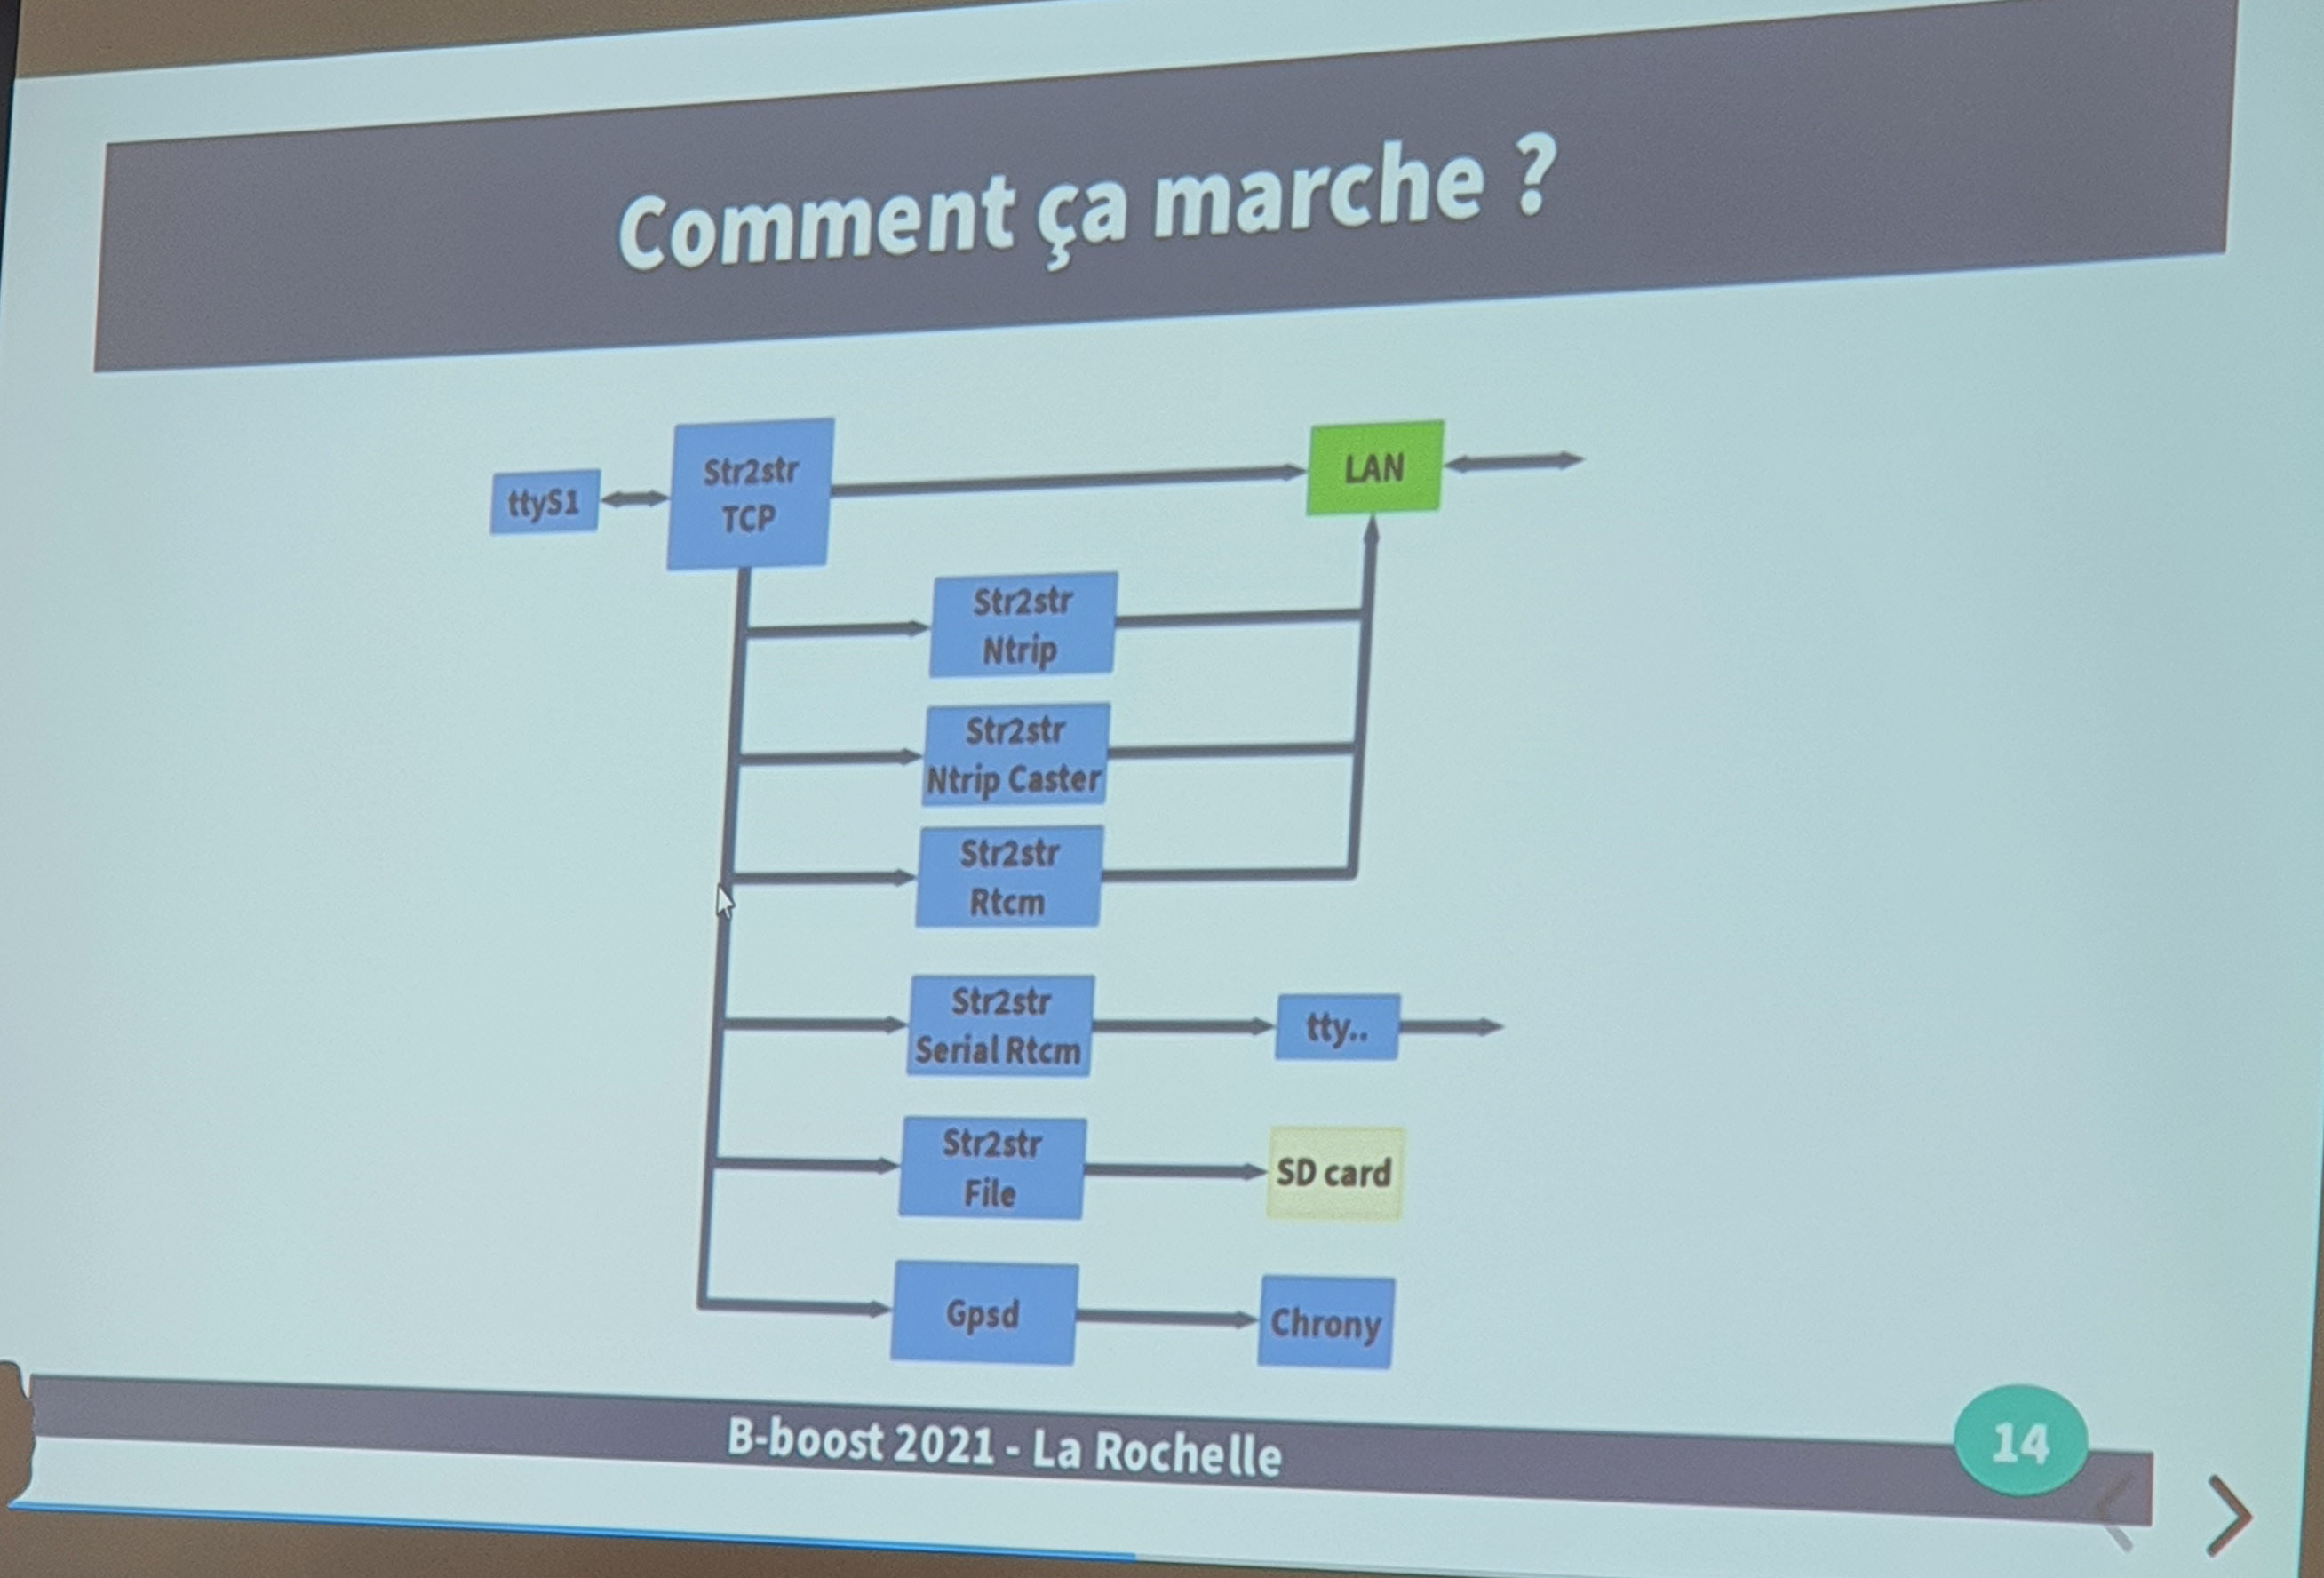 Comment ça marche ?
ttyS1
Str2str
TCP
LAN
Str2str
Ntrip
Str2str
Ntrip Caster
Str2str
Rtcm
Str2str
Serial Rtcm
tty..
Str2str
File
SD card
Gpsd
Chrony
B-boost 2021 - La Rochelle
14